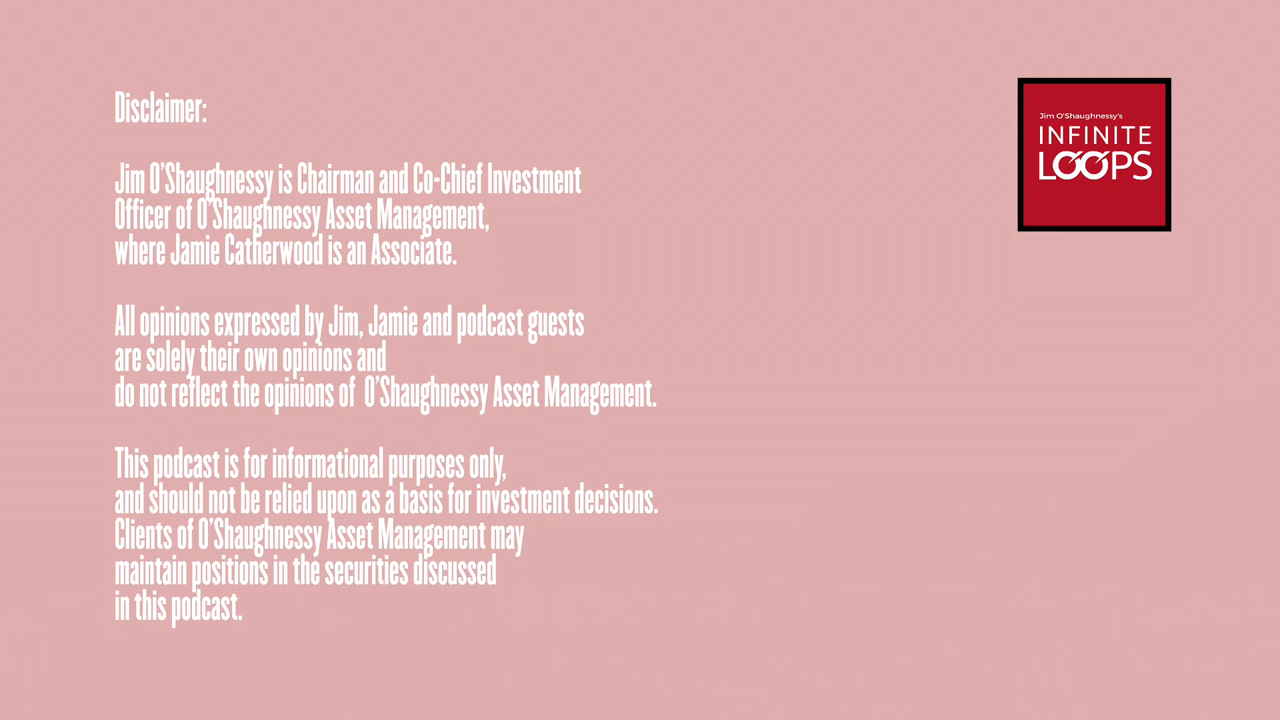 Disclaimer:
Jim O'Shaughnessy is Chairman and Co-Chief Investment
Officer of O'Shaughnessy Asset Management,
where Jamie Catherwood is an Associate.
All opinions expressed by Jim, Jamie and podcast guests
are solely their own opinions and
do not reflect the opinions of  O'Shaughnessy Asset Management.
This podcast is for informational purposes only,
and should not be relied upon as a basis for investment decisions.
Clients of O'Shaughnessy Asset Management may
maintain positions in the securities discussed
in this podcast.
Jim O'Shaughnessy's
INFINITE
LOOPS